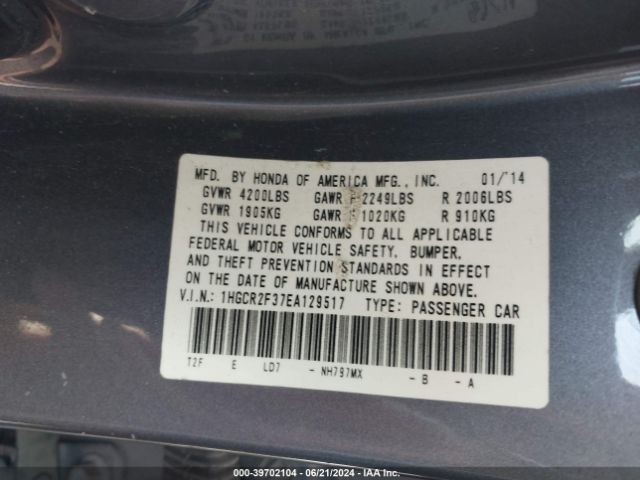 MFD. BY HONDA OF AMERICA MFG., INC. 01/'14
GVWR 4200LBS GAWR F 2249LBS R 2006LBS
GVWR 1905KG GAWR F 1020KG R 910KG
THIS VEHICLE CONFORMS TO ALL APPLICABLE
FEDERAL MOTOR VEHICLE SAFETY, BUMPER,
AND THEFT PREVENTION STANDARDS IN EFFECT
ON THE DATE OF MANUFACTURE SHOWN ABOVE.
V.I.N.: 1HGCR2F37EA129517 TYPE: PASSENGER CAR
T2F E LD7 - NH797MX - B - A
000-39702104 - 06/21/2024 - IAA Inc.